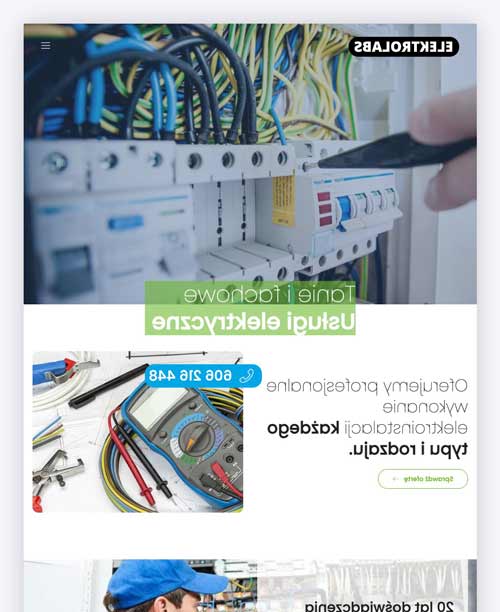 ELEKTROLABS
Tanie i fachowe
Usługi elektryczne
606 216 448
Oferujemy profesjonalne
wykonanie
elektroinstalacji każdego
typu i rodzaju.
Sprawdź ofertę
20 lat doświadczenia